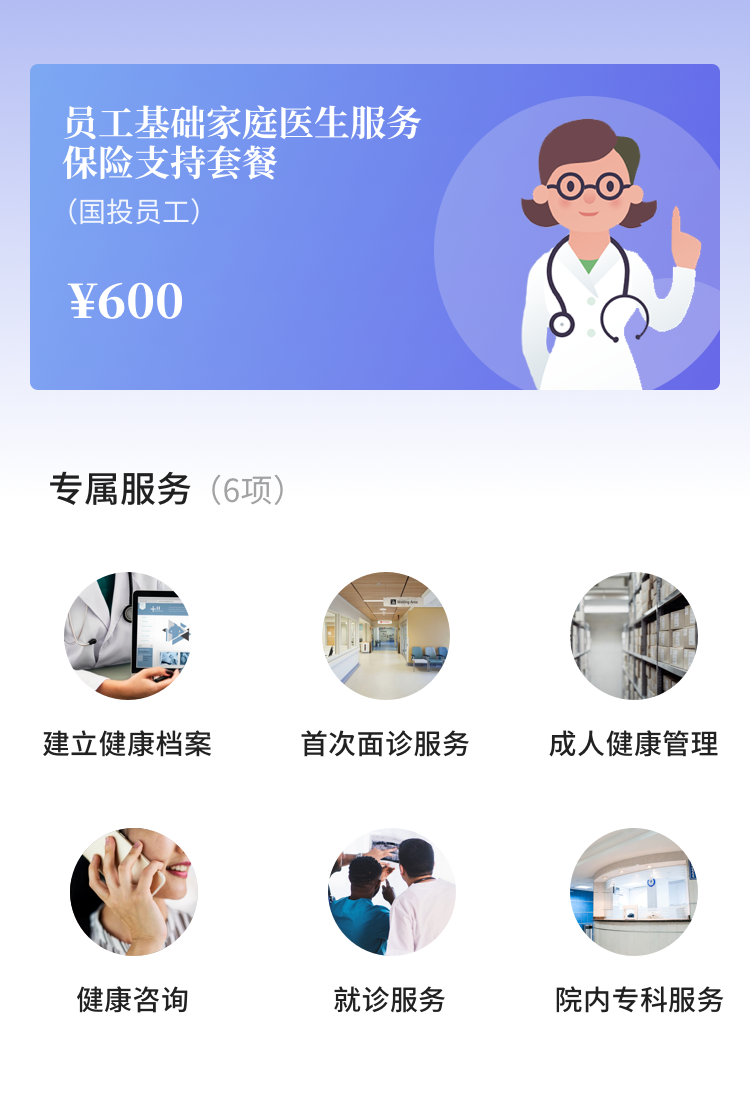 员工基础家庭医生服务
保险支持套餐
（国投员工）
¥600
专属服务（6项）
建立健康档案
首次面诊服务
成人健康管理
健康咨询
就诊服务
院内专科服务